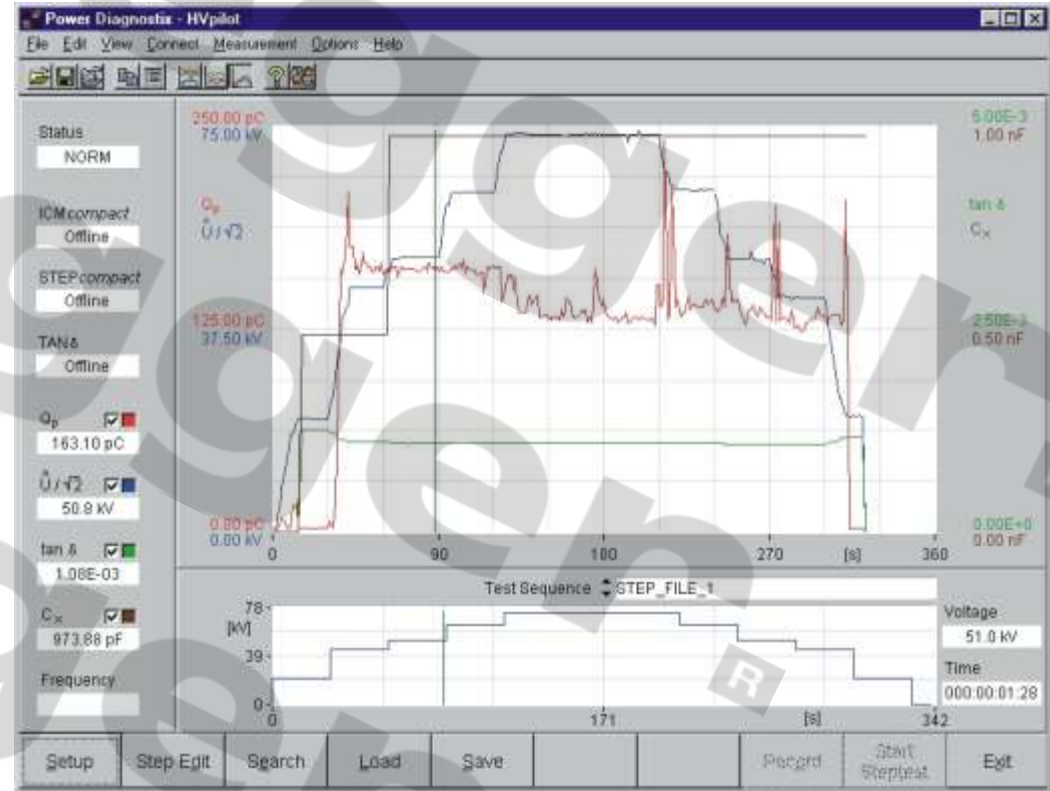 Power Diagnostix - HVpilot
File Edit View Connect Measurement Options Help
Status
NORM
ICMcompact
Offline
STEPcompact
Offline
TANδ
Offline
Qp
163.10 pC
Û/√2
50.8 kV
tan δ
1.08E-03
Cx
973.88 pF
Frequency
250.00 pC
75.00 kV
Qp
Û/√2
125.00 pC
37.50 kV
0.00 pC
0.00 kV
5.00E-3
1.00 nF
tan δ
Cx
2.50E-3
0.50 nF
0.00E+0
0.00 nF
0 90 180 270 [s] 360
Test Sequence STEP_FILE_1
78
[kV]
39
0
0 171 [s] 342
Voltage
51.0 kV
Time
000:00:01:28
Setup Step Edit Search Load Save Record Start Steptest Exit